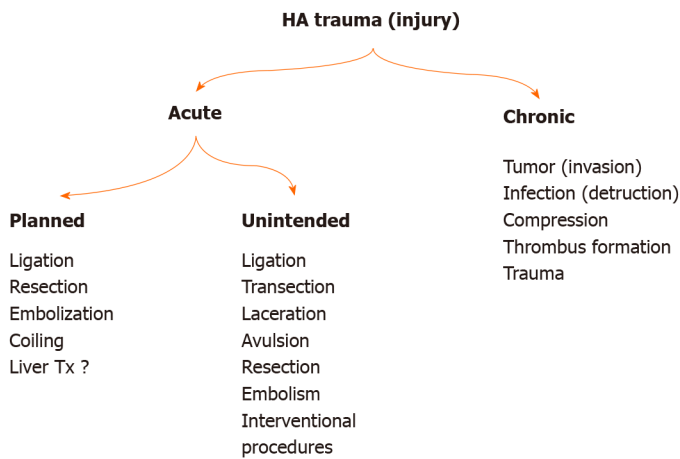 HA trauma (injury)
Acute
Chronic
Planned
Ligation
Resection
Embolization
Coiling
Liver Tx ?
Unintended
Ligation
Transection
Laceration
Avulsion
Resection
Embolism
Interventional
procedures
Tumor (invasion)
Infection (detruction)
Compression
Thrombus formation
Trauma